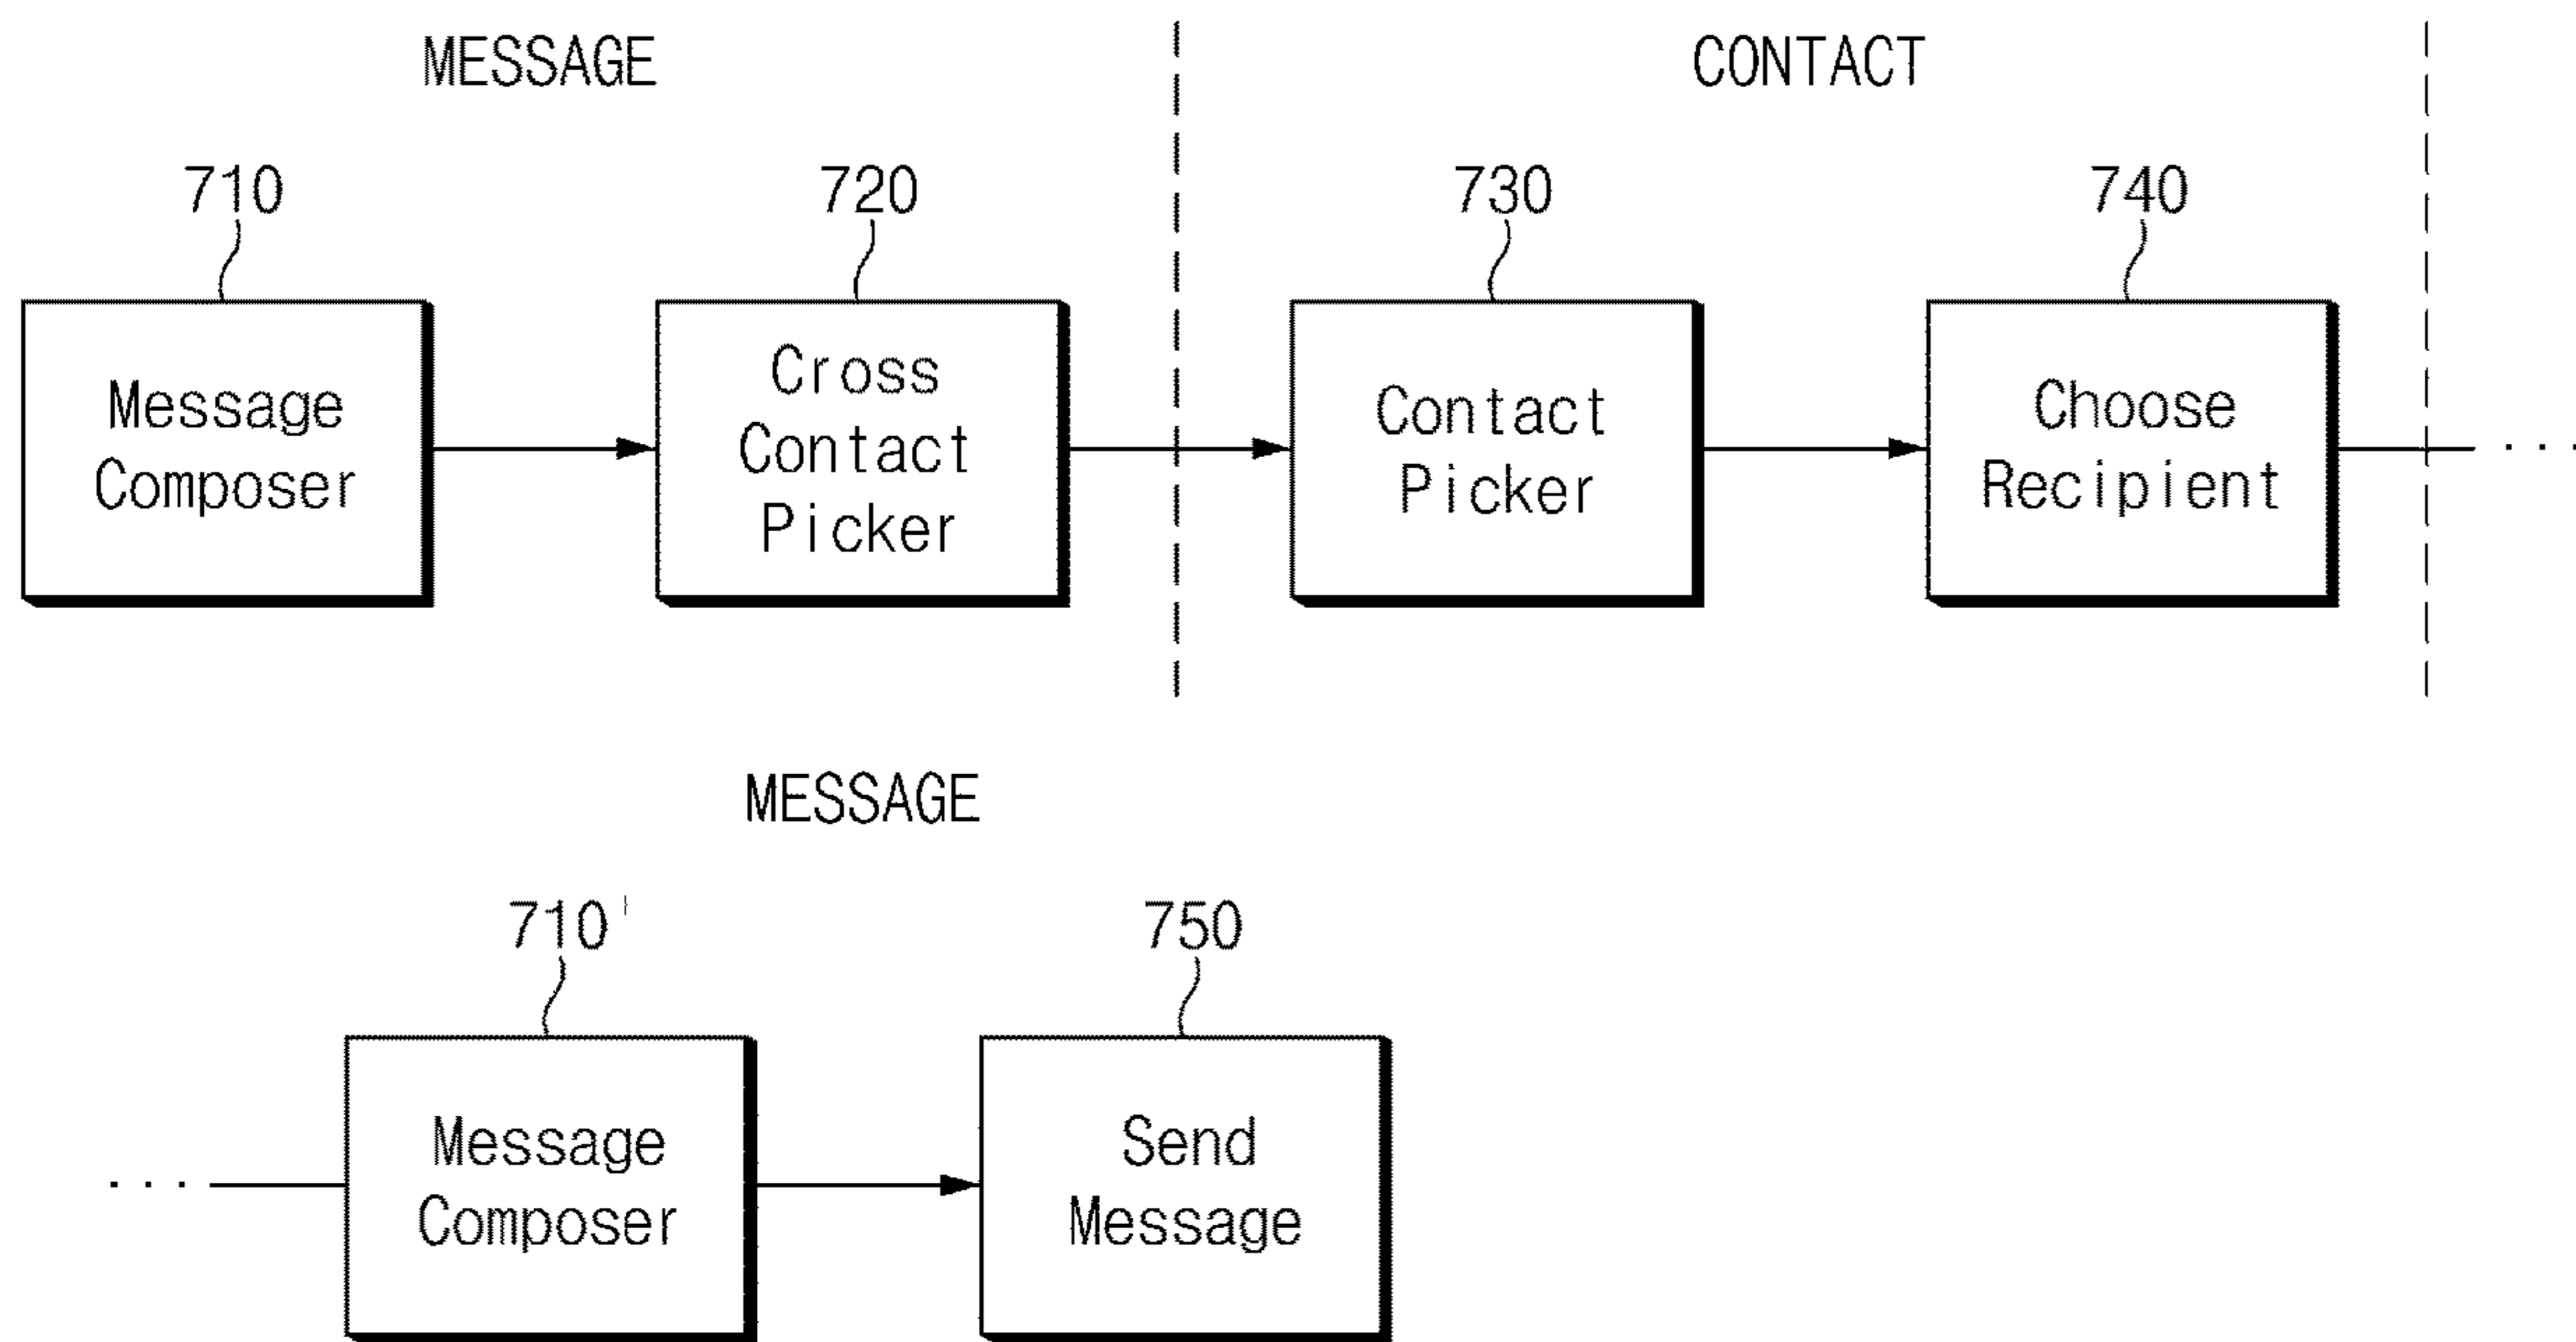 MESSAGE
CONTACT
710
720
730
740
Message
Composer
Cross
Contact
Picker
Contact
Picker
Choose
Recipient
...
MESSAGE
710'
750
...
Message
Composer
Send
Message